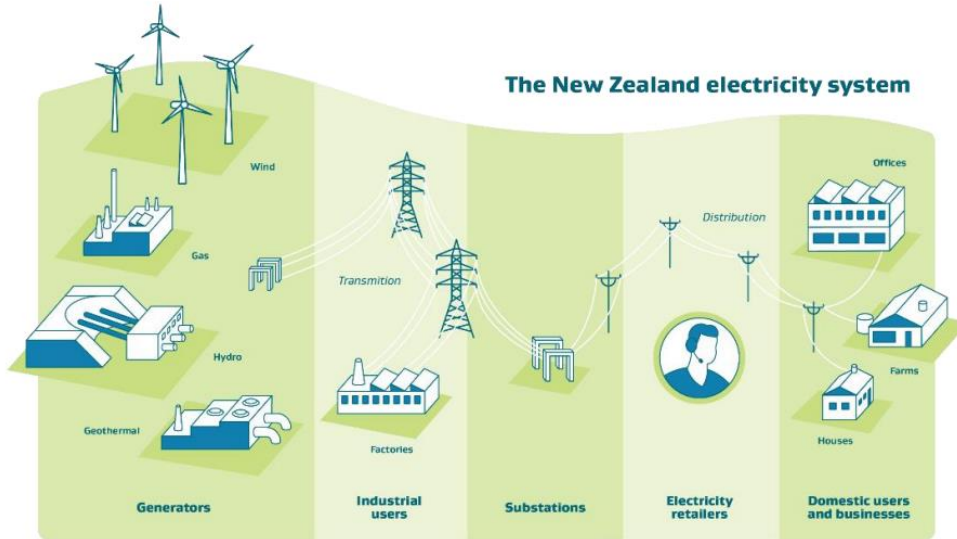 The New Zealand electricity system
Wind
Gas
Hydro
Geothermal
Transmition
Factories
Distribution
Offices
Farms
Houses
Generators
Industrial
users
Substations
Electricity
retailers
Domestic users
and businesses